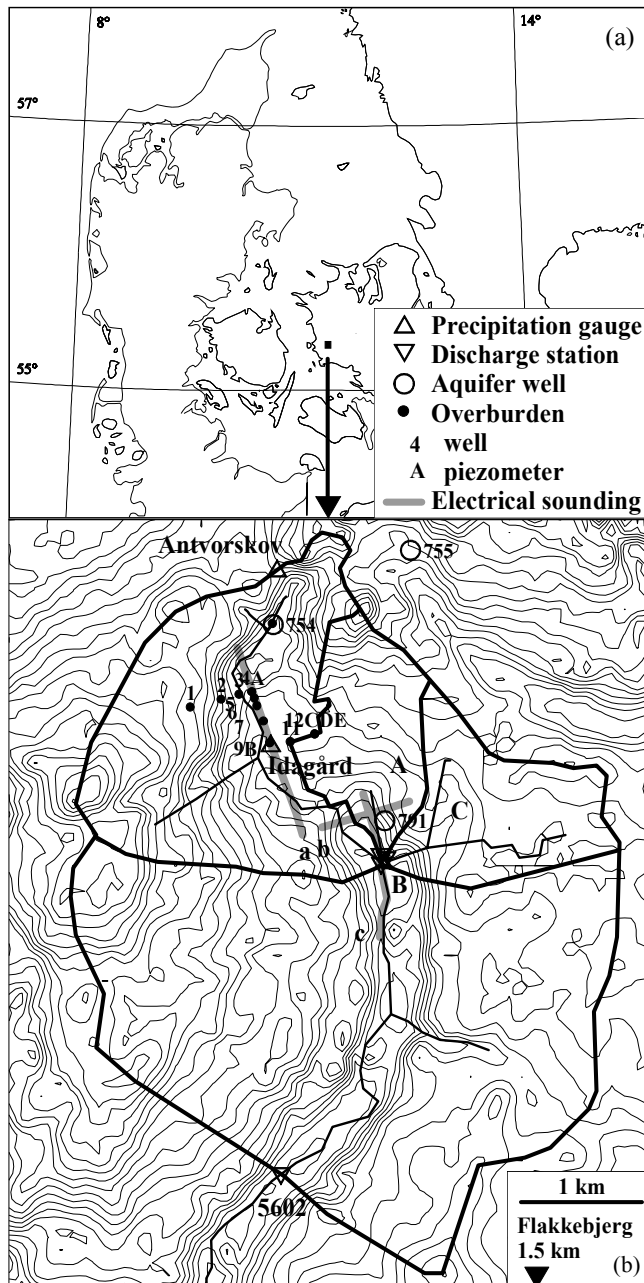 8°
14°
(a)
57°
55°
Precipitation gauge
Discharge station
Aquifer well
Overburden
4 well
A piezometer
Electrical sounding
Antvorskov
755
754
1
2
3
4A
5
6
7
9B
11
12CDE
Idagård
A
791
C
a
b
B
c
5602
1 km
Flakkebjerg
1.5 km
(b)